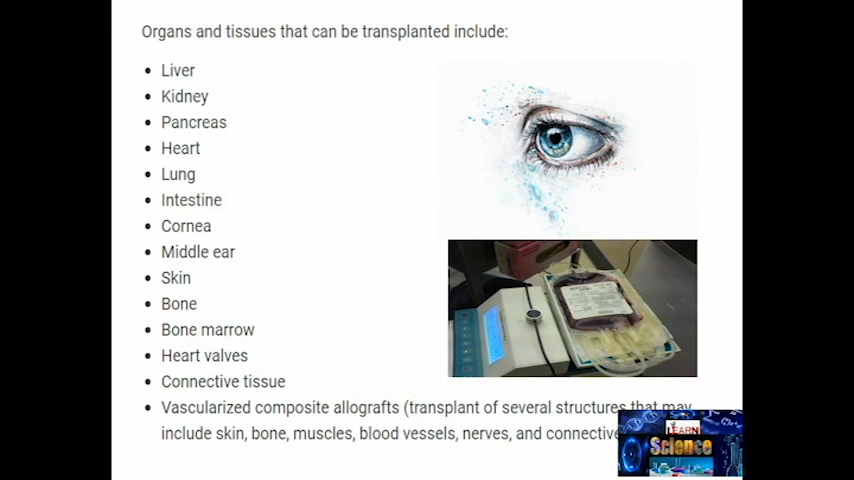 Organs and tissues that can be transplanted include:
Liver
Kidney
Pancreas
Heart
Lung
Intestine
Cornea
Middle ear
Skin
Bone
Bone marrow
Heart valves
Connective tissue
Vascularized composite allografts (transplant of several structures that may
include skin, bone, muscles, blood vessels, nerves, and connective
LEARN
Science